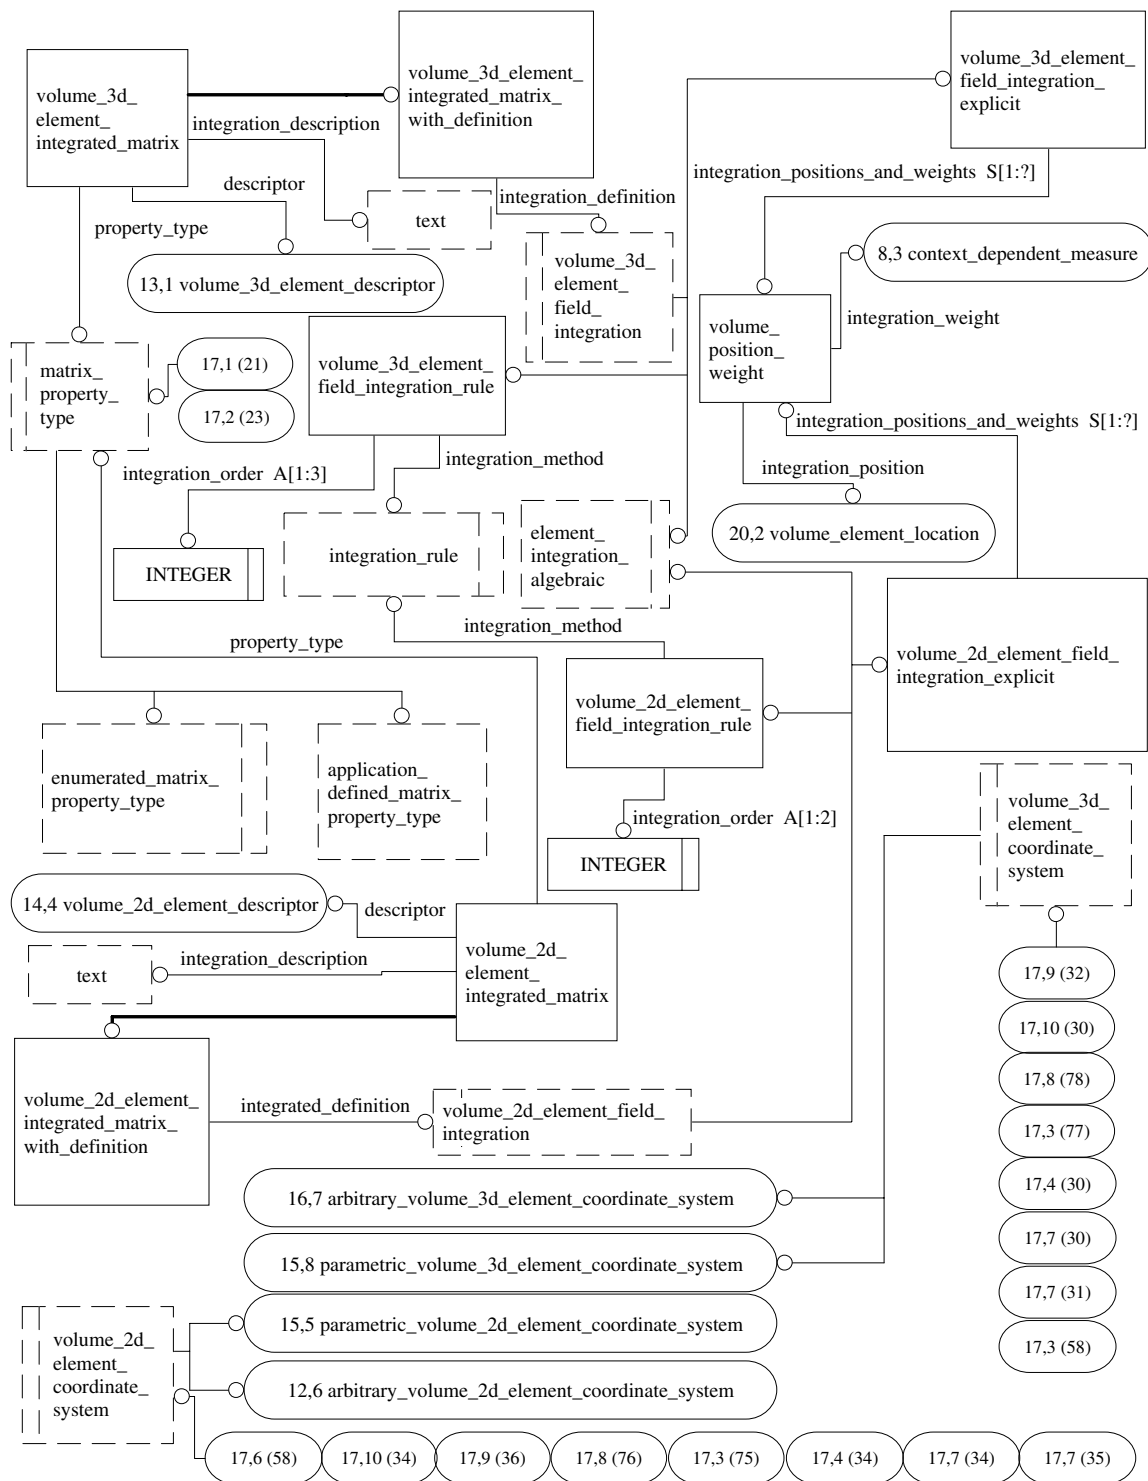 volume_3d_
element_
integrated_matrix
volume_3d_element_
integrated_matrix_
with_definition
volume_3d_element_
field_integration_
explicit
integration_description
descriptor
property_type
text
integration_definition
integration_positions_and_weights S[1:?]
13,1 volume_3d_element_descriptor
volume_3d_
element_
field_
integration
8,3 context_dependent_measure
volume_
position_
weight
integration_weight
matrix_
property_
type
17,1 (21)
17,2 (23)
volume_3d_element_
field_integration_rule
integration_positions_and_weights S[1:?]
integration_order A[1:3]
integration_method
integration_position
INTEGER
integration_rule
element_
integration_
algebraic
20,2 volume_element_location
integration_method
property_type
volume_2d_element_
field_integration_rule
volume_2d_element_field_
integration_explicit
enumerated_matrix_
property_type
application_
defined_matrix_
property_type
integration_order A[1:2]
INTEGER
volume_3d_
element_
coordinate_
system
14,4 volume_2d_element_descriptor
descriptor
integration_description
text
volume_2d_
element_
integrated_matrix
17,9 (32)
17,10 (30)
17,8 (78)
17,3 (77)
17,4 (30)
17,7 (30)
17,7 (31)
17,3 (58)
volume_2d_element_
integrated_matrix_
with_definition
integrated_definition
volume_2d_element_field_
integration
16,7 arbitrary_volume_3d_element_coordinate_system
15,8 parametric_volume_3d_element_coordinate_system
15,5 parametric_volume_2d_element_coordinate_system
12,6 arbitrary_volume_2d_element_coordinate_system
volume_2d_
element_
coordinate_
system
17,6 (58)
17,10 (34)
17,9 (36)
17,8 (76)
17,3 (75)
17,4 (34)
17,7 (34)
17,7 (35)